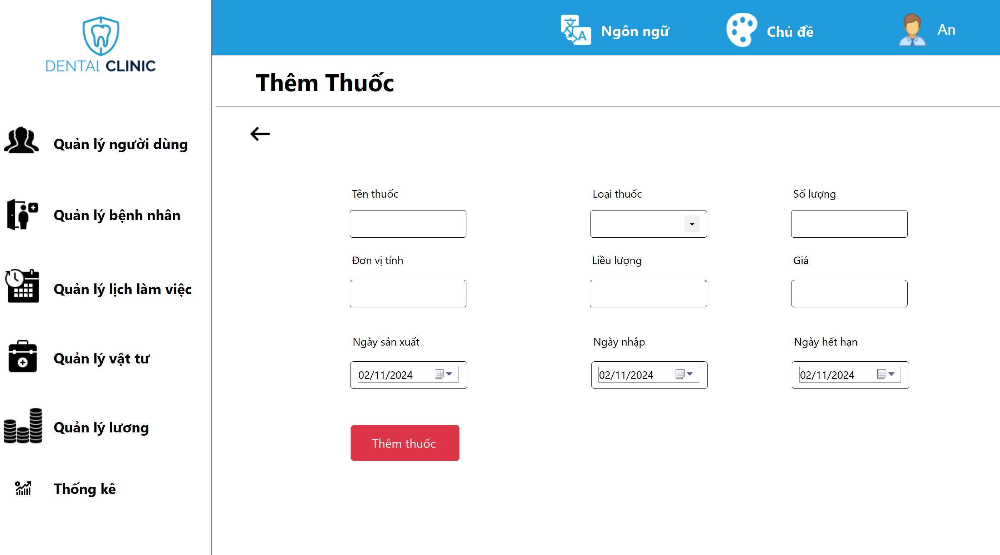 DENTAL CLINIC
Ngôn ngữ
Chủ đề
An
Thêm Thuốc
Quản lý người dùng
Quản lý bệnh nhân
Quản lý lịch làm việc
Quản lý vật tư
Quản lý lương
Thống kê
Tên thuốc
Loại thuốc
Số lượng
Đơn vị tính
Liều lượng
Giá
Ngày sản xuất
Ngày nhập
Ngày hết hạn
02/11/2024
02/11/2024
02/11/2024
Thêm thuốc